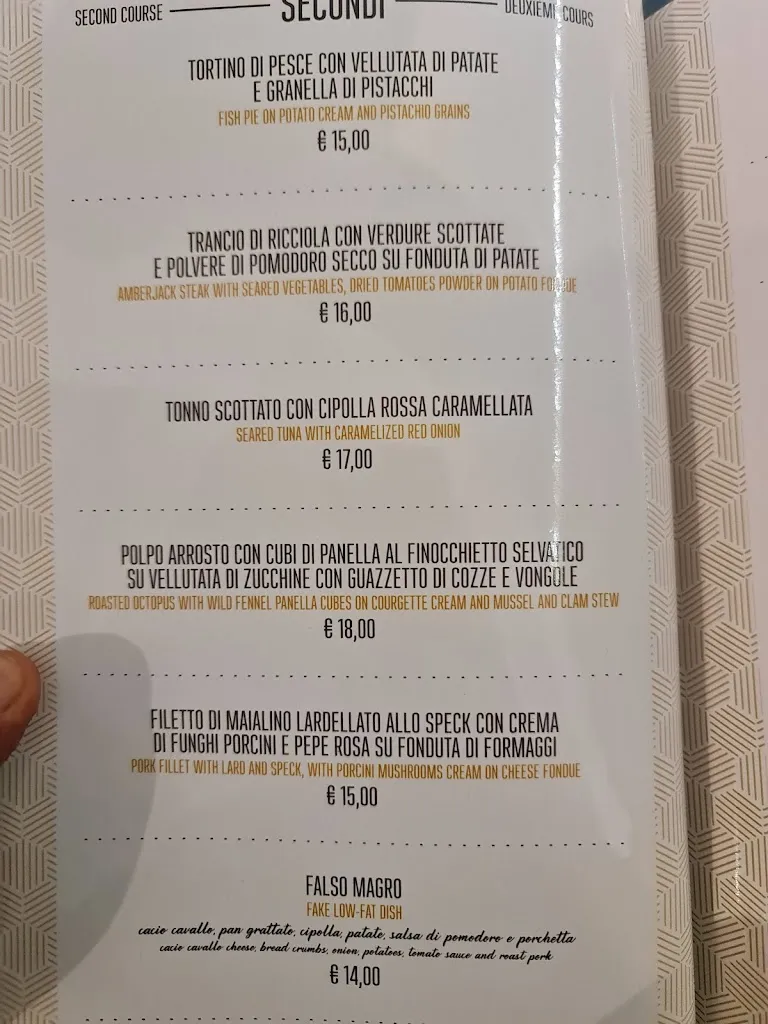 SECOND COURSE SECONDI DEUXIEME COURS
TORTINO DI PESCE CON VELLUTATA DI PATATE
E GRANELLA DI PISTACCHI
FISH PIE ON POTATO CREAM AND PISTACHIO GRAINS
€ 15,00
TRANCIO DI RICCIOLA CON VERDURE SCOTTATE
E POLVERE DI POMODORO SECCO SU FONDUTA DI PATATE
AMBERJACK STEAK WITH SEARED VEGETABLES, DRIED TOMATOES POWDER ON POTATO FONDUE
€ 16,00
TONNO SCOTTATO CON CIPOLLA ROSSA CARAMELLATA
SEARED TUNA WITH CARAMELIZED RED ONION
€ 17,00
POLPO ARROSTO CON CUBI DI PANELLA AL FINOCCHIETTO SELVATICO
SU VELLUTATA DI ZUCCHINE CON GUAZZETTO DI COZZE E VONGOLE
ROASTED OCTOPUS WITH WILD FENNEL PANELLA CUBES ON COURGETTE CREAM AND MUSSEL AND CLAM STEW
€ 18,00
FILETTO DI MAIALINO LARDELLATO ALLO SPECK CON CREMA
DI FUNGHI PORCINI E PEPE ROSA SU FONDUTA DI FORMAGGI
PORK FILLET WITH LARD AND SPECK, WITH PORCINI MUSHROOMS CREAM ON CHEESE FONDUE
€ 15,00
FALSO MAGRO
FAKE LOW-FAT DISH
cacio cavallo, pan grattato, cipolla, patate, salsa di pomodoro e porchetta
cacio cavallo cheese, bread crumbs, onion, potatoes, tomato sauce and roast pork
€ 14,00